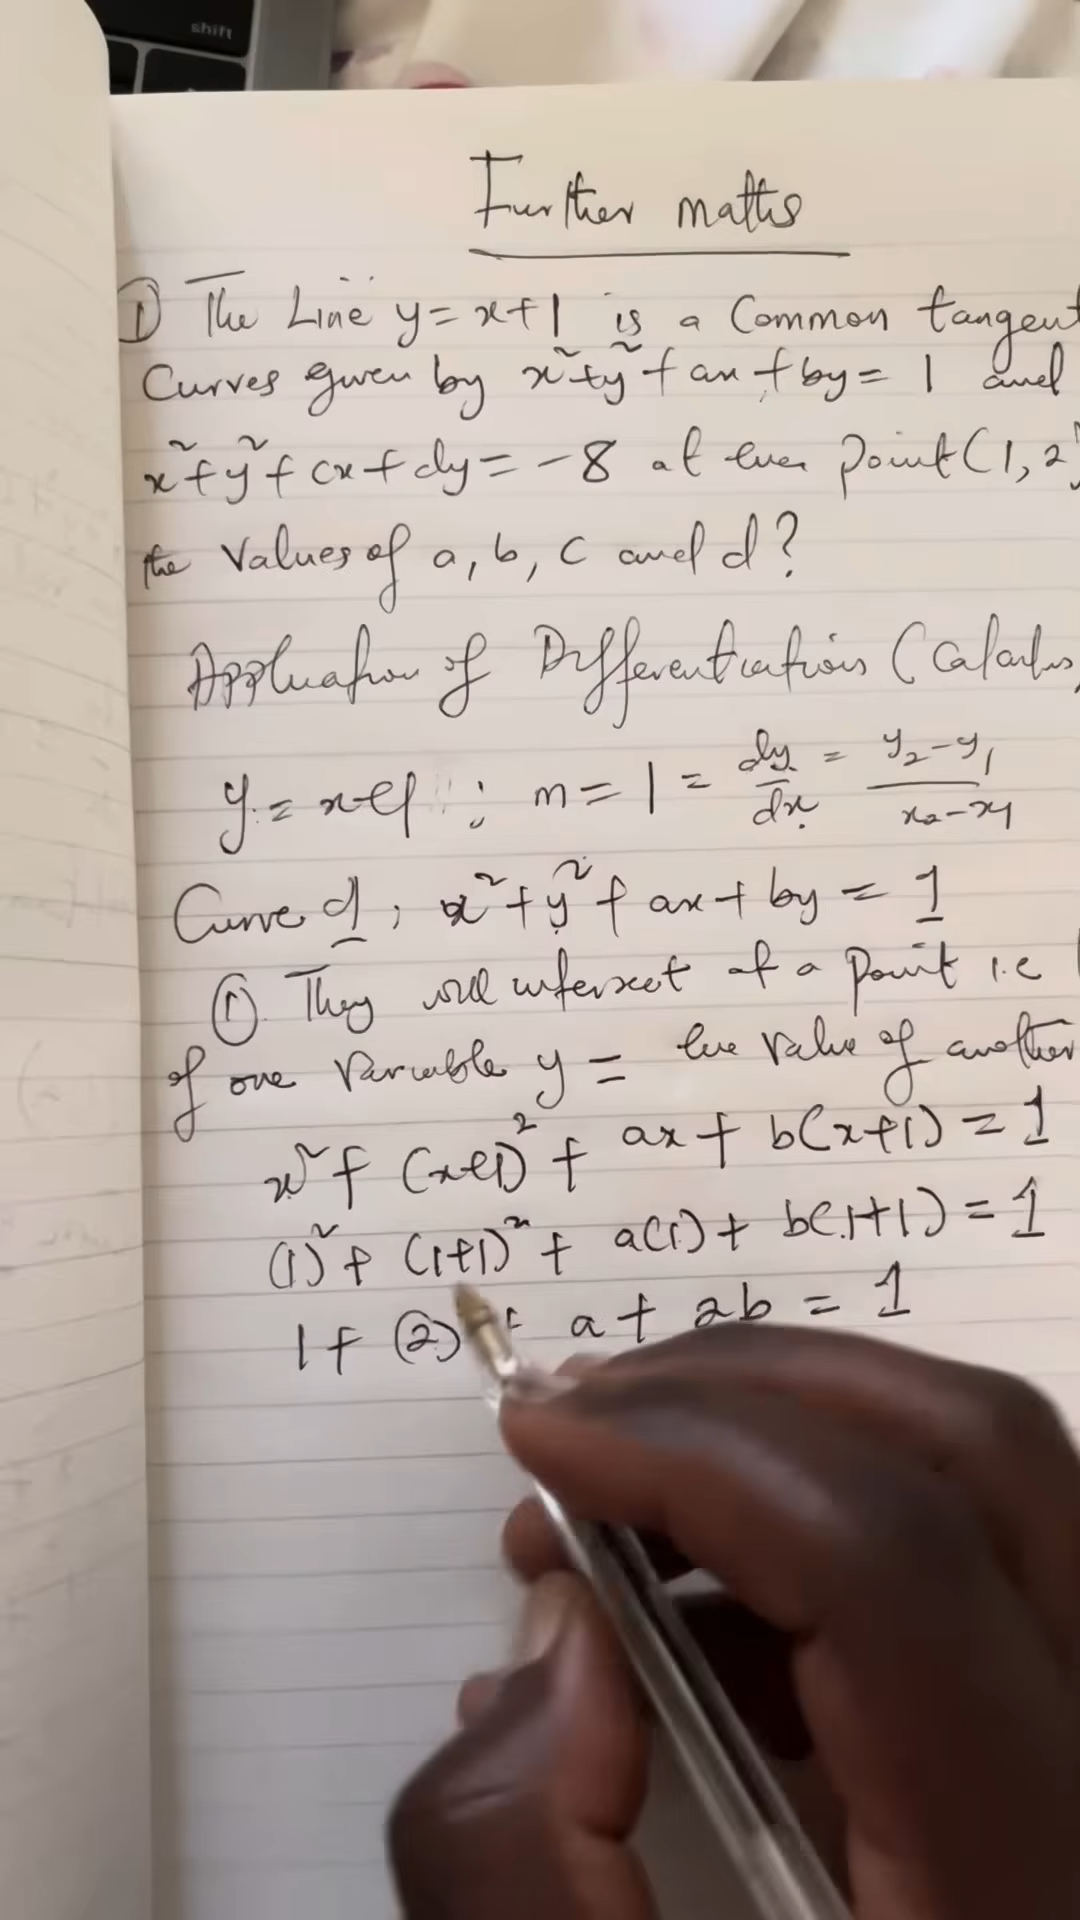 shift
Further maths
① The Line y = x+1 is a Common tangent
Curves given by x²+y²+ax+by = 1 and
x²+y²+cx+dy = -8 at the Point (1, 2)
the Values of a, b, c and d?
Application of Differentiation (Calculus
y = x+1 ; m = 1 = dy/dx = y₂-y₁/x₂-x₁
Curve 1, x²+y²+ax+by = 1
① They will intersect at a Point i.e
of one Variable y = the Value of another
x²+(x+1)²+ax+b(x+1) = 1
(1)²+(1+1)²+a(1)+b(1+1) = 1
1+(2) + a+2b = 1